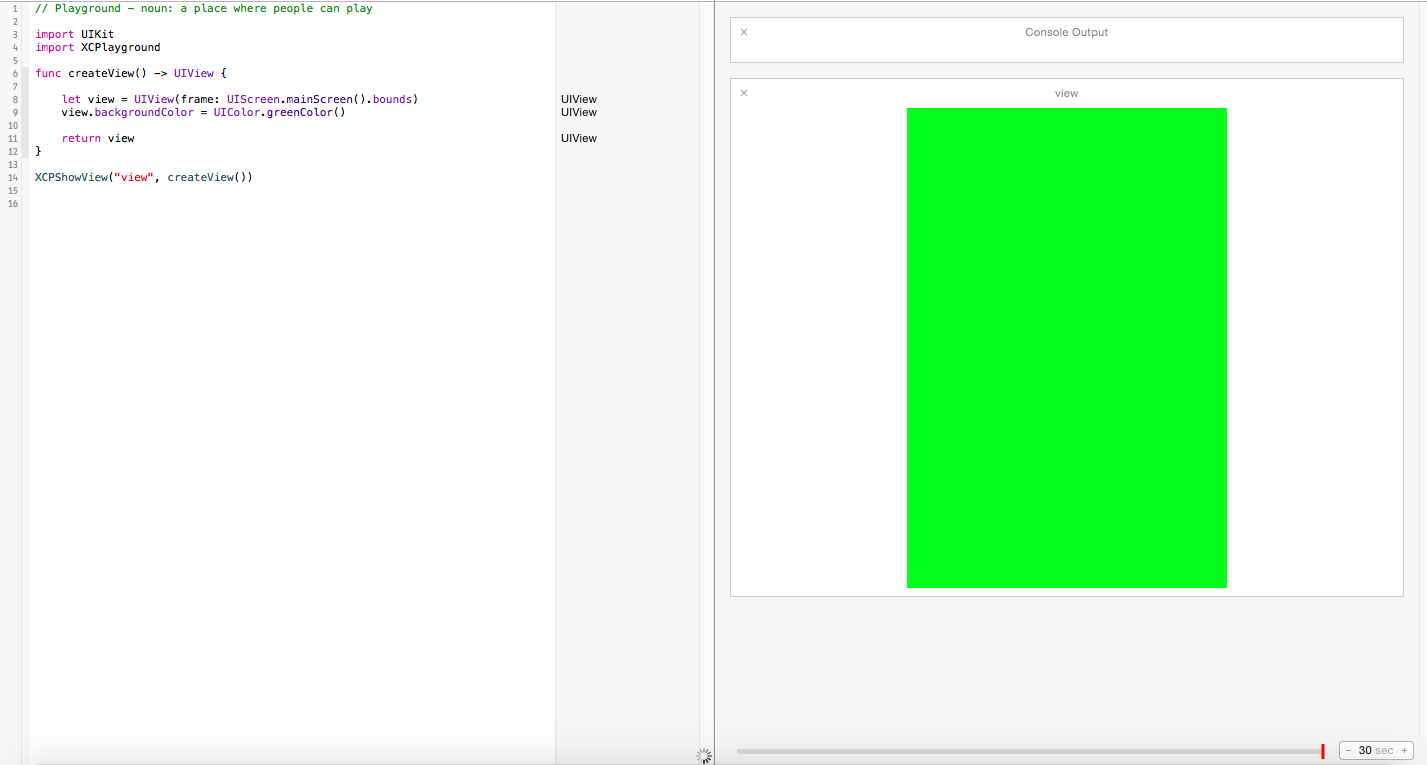 1 // Playground - noun: a place where people can play
2
3 import UIKit
4 import XCPlayground
5
6 func createView() -> UIView {
7
8 let view = UIView(frame: UIScreen.mainScreen().bounds) UIView
9 view.backgroundColor = UIColor.greenColor() UIView
10
11 return view UIView
12 }
13
14 XCPShowView("view", createView())
15
16
× Console Output
× view
− 30 sec +